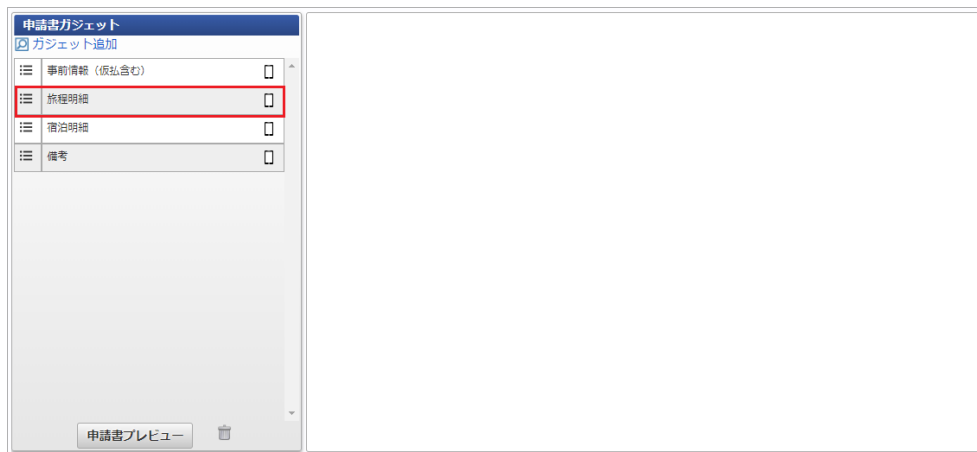 申請書ガジェット
ガジェット追加
事前情報（仮払含む）
旅程明細
宿泊明細
備考
申請書プレビュー